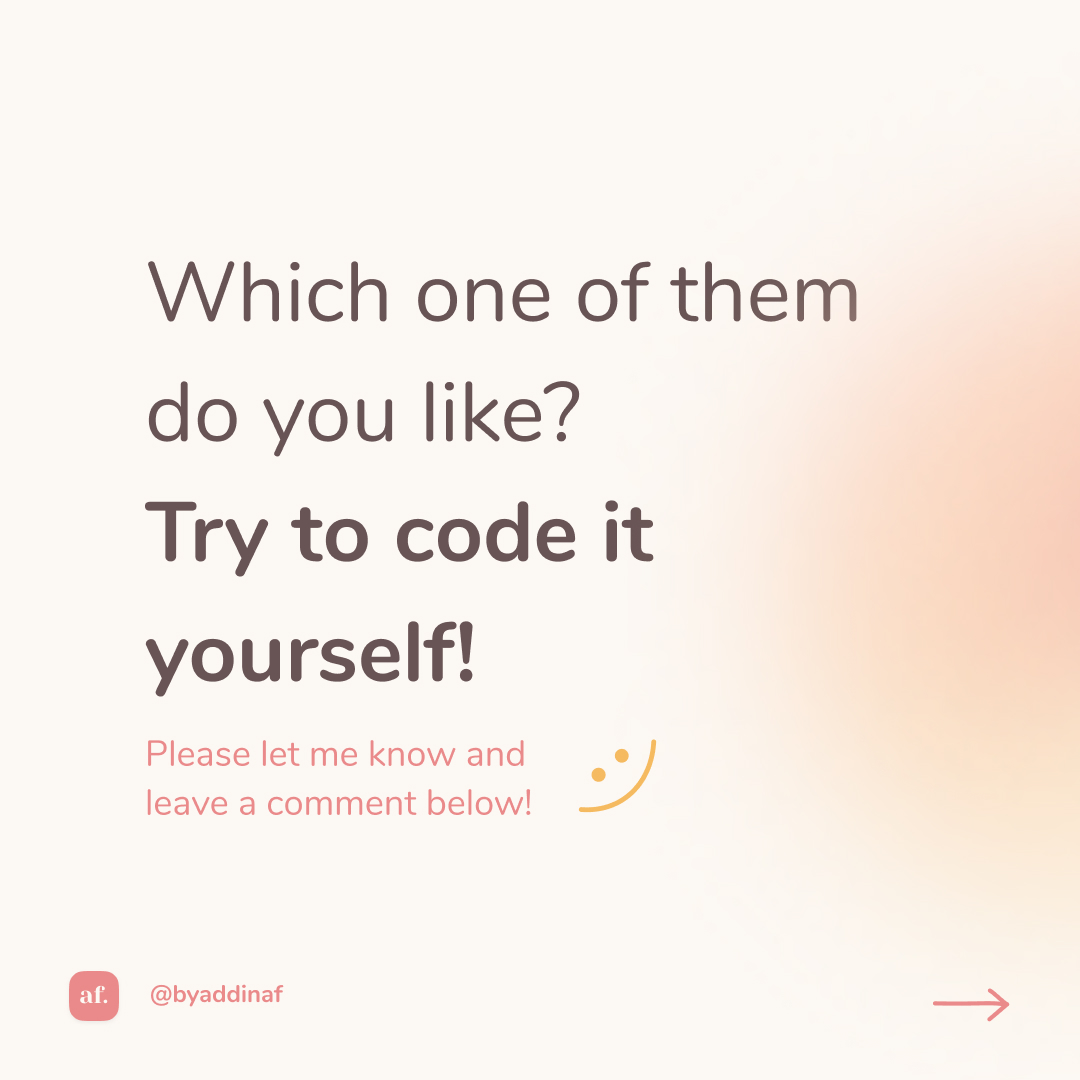 Which one of them
do you like?
Try to code it
yourself!
Please let me know and
leave a comment below!
af.
@byaddinaf